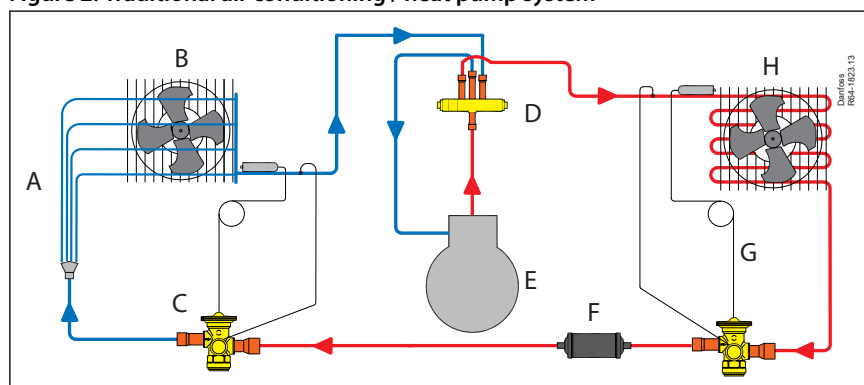 Figure 2: Traditional air-conditioning / heat pump system
B
H
Danfoss
R64-1823.13
D
A
G
E
C
F